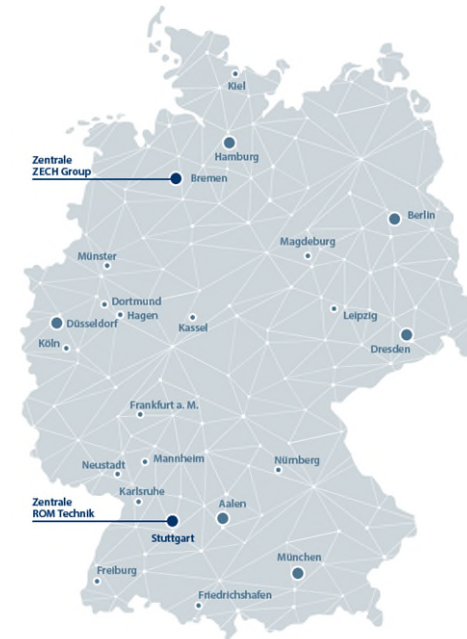 Kiel
Hamburg
Zentrale
ZECH Group
Bremen
Berlin
Magdeburg
Münster
Dortmund
Hagen
Leipzig
Düsseldorf
Kassel
Köln
Dresden
Frankfurt a. M.
Neustadt
Mannheim
Nürnberg
Karlsruhe
Zentrale
ROM Technik
Aalen
Stuttgart
München
Freiburg
Friedrichshafen